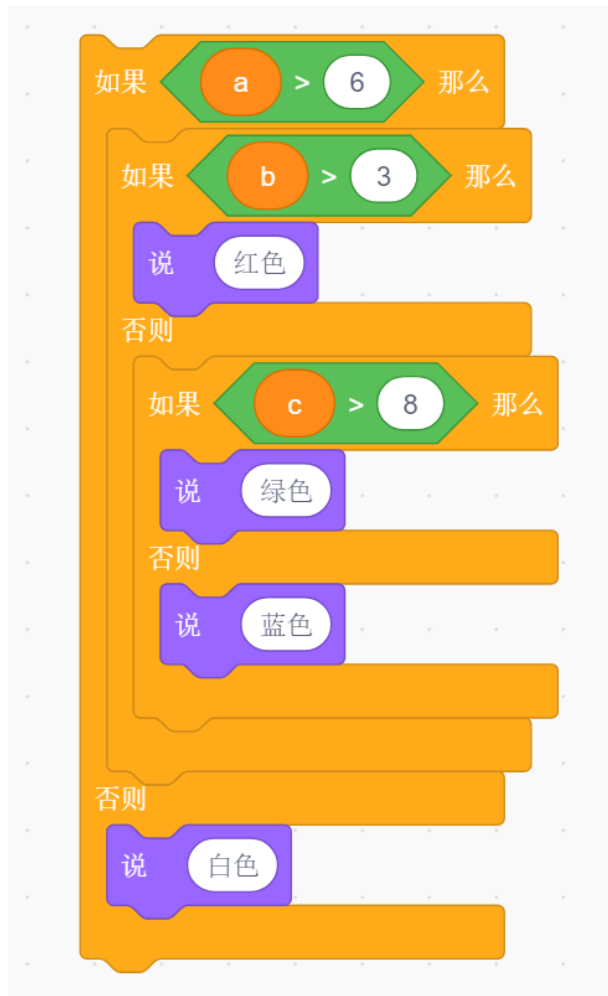 如果 a > 6 那么
如果 b > 3 那么
说 红色
否则
如果 c > 8 那么
说 绿色
否则
说 蓝色
否则
说 白色